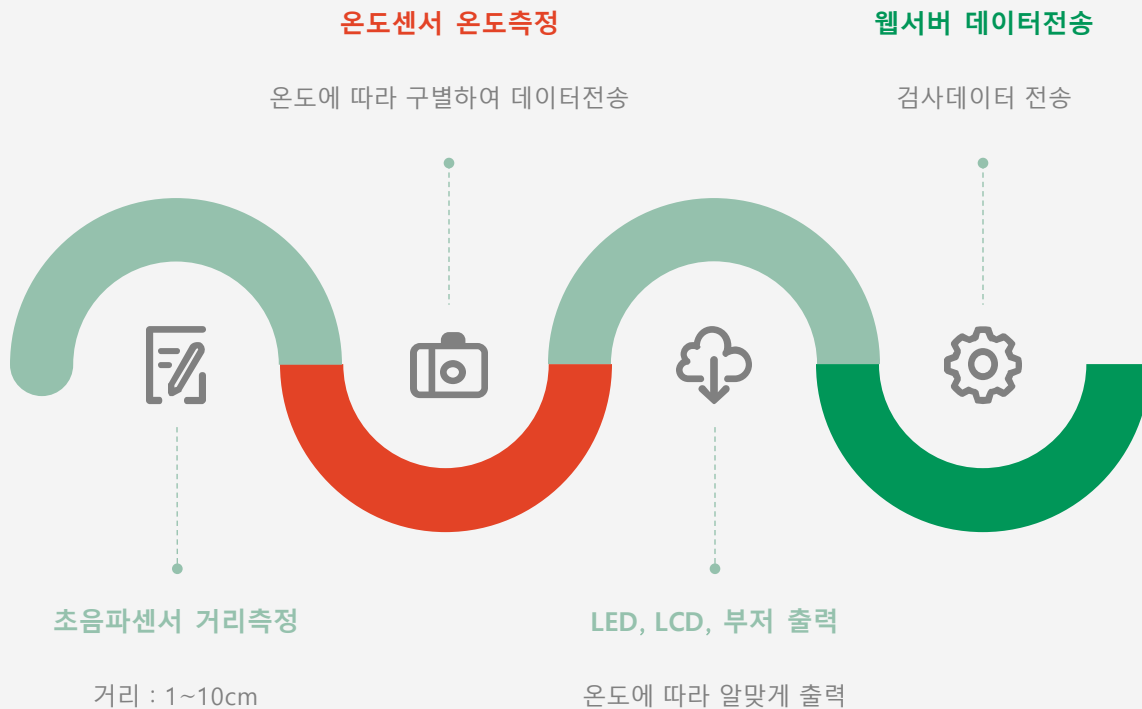 온도센서 온도측정
온도에 따라 구별하여 데이터전송
웹서버 데이터전송
검사데이터 전송
초음파센서 거리측정
거리 : 1~10cm
LED, LCD, 부저 출력
온도에 따라 알맞게 출력